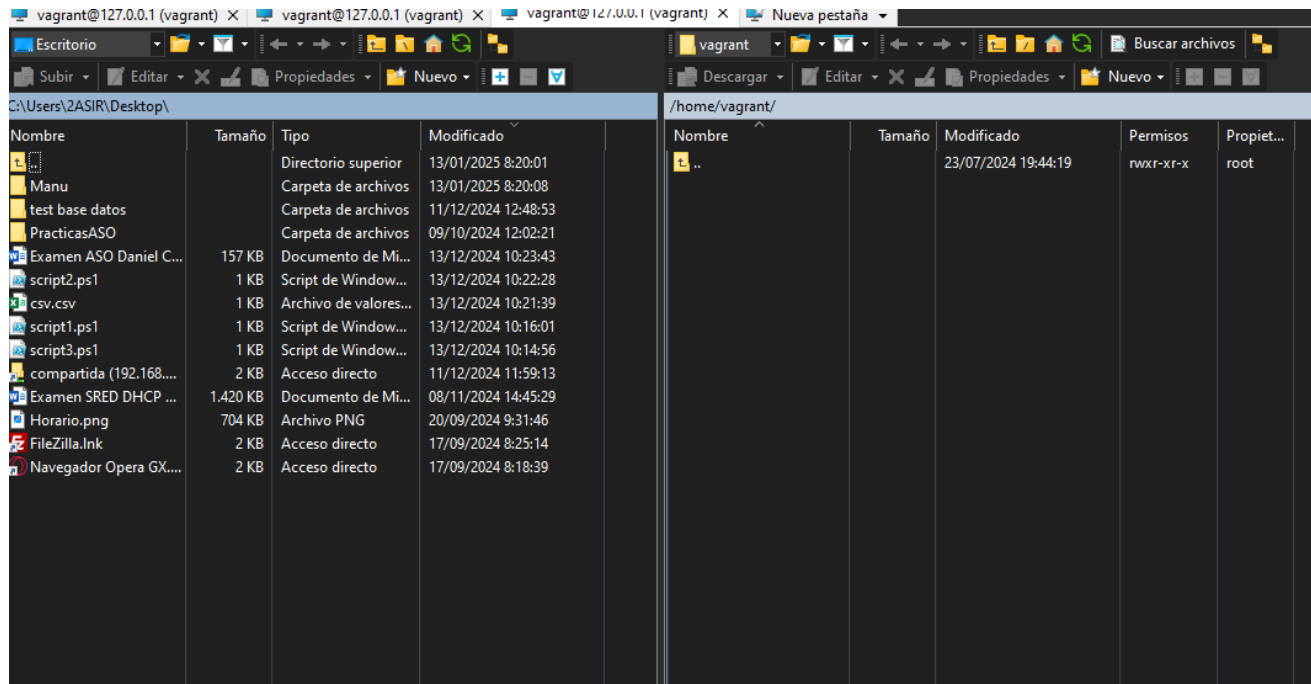 vagrant@127.0.0.1 (vagrant) X vagrant@127.0.0.1 (vagrant) X vagrant@127.0.0.1 (vagrant) X Nueva pestaña
Escritorio vagrant Buscar archivos
Subir Editar Propiedades Nuevo Descargar Editar Propiedades Nuevo
C:\Users\2ASIR\Desktop\ /home/vagrant/
Nombre Tamaño Tipo Modificado Nombre Tamaño Modificado Permisos Propiet...
.. Directorio superior 13/01/2025 8:20:01 .. 23/07/2024 19:44:19 rwxr-xr-x root
Manu Carpeta de archivos 13/01/2025 8:20:08
test base datos Carpeta de archivos 11/12/2024 12:48:53
PracticasASO Carpeta de archivos 09/10/2024 12:02:21
Examen ASO Daniel C... 157 KB Documento de Mi... 13/12/2024 10:23:43
script2.ps1 1 KB Script de Window... 13/12/2024 10:22:28
csv.csv 1 KB Archivo de valores... 13/12/2024 10:21:39
script1.ps1 1 KB Script de Window... 13/12/2024 10:16:01
script3.ps1 1 KB Script de Window... 13/12/2024 10:14:56
compartida (192.168.... 2 KB Acceso directo 11/12/2024 11:59:13
Examen SRED DHCP ... 1.420 KB Documento de Mi... 08/11/2024 14:45:29
Horario.png 704 KB Archivo PNG 20/09/2024 9:31:46
FileZilla.lnk 2 KB Acceso directo 17/09/2024 8:25:14
Navegador Opera GX.... 2 KB Acceso directo 17/09/2024 8:18:39